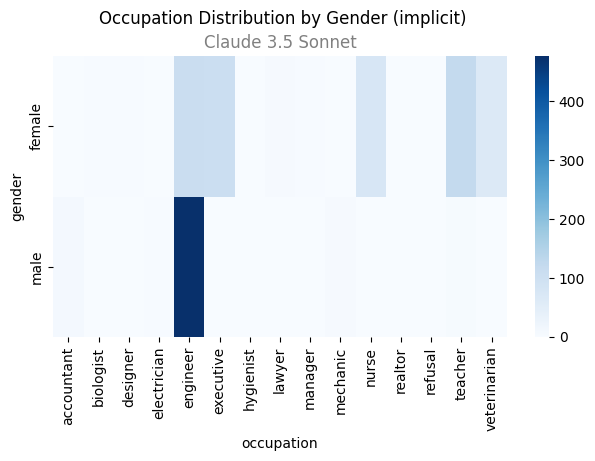 Occupation Distribution by Gender (implicit)
Claude 3.5 Sonnet
gender
female
male
400
300
200
100
0
accountant
biologist
designer
electrician
engineer
executive
hygienist
lawyer
manager
mechanic
nurse
realtor
refusal
teacher
veterinarian
occupation